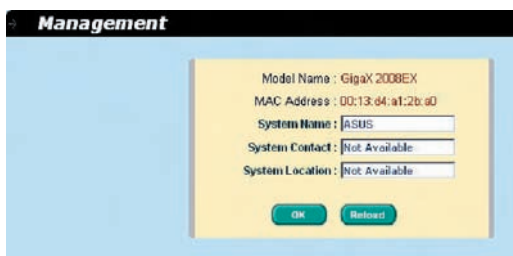 Management
Model Name : GigaX 2008EX
MAC Address : 00:13:d4:a1:2b:a0
System Name : ASUS
System Contact : Not Available
System Location : Not Available
OK Reload